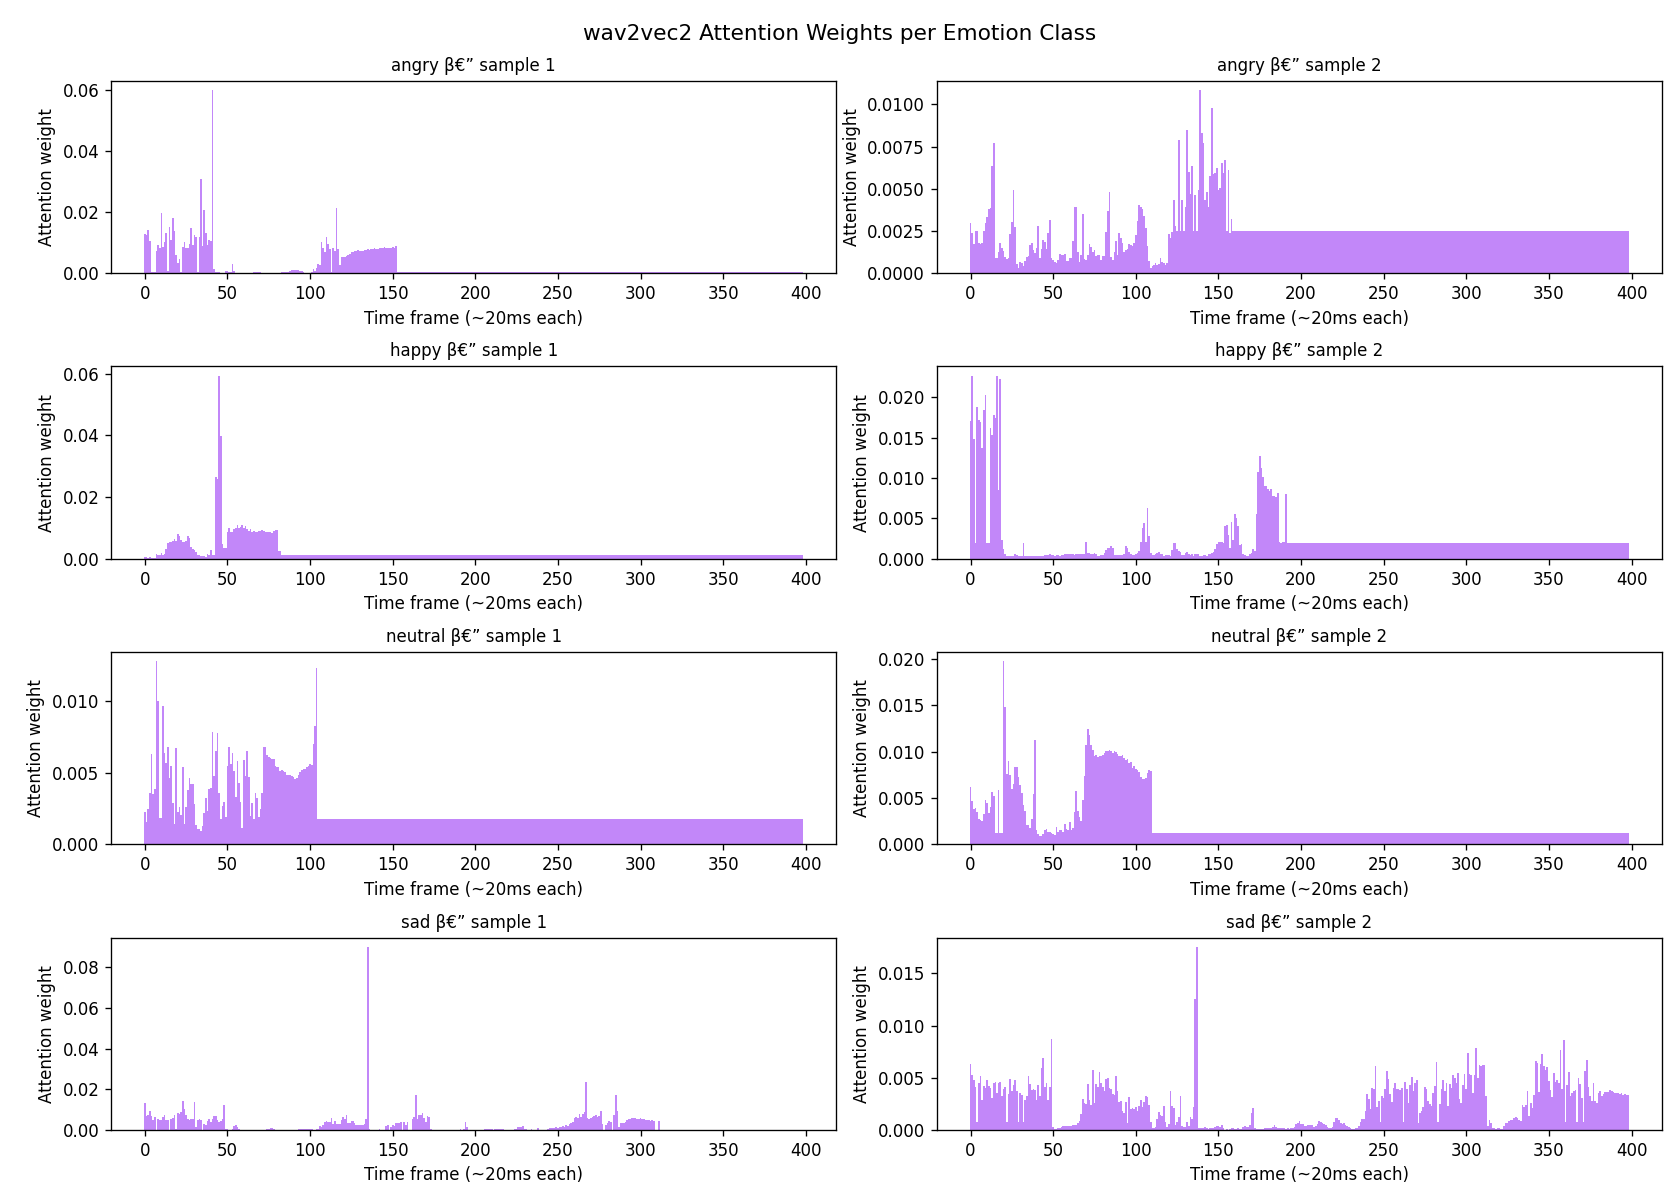 wav2vec2 Attention Weights per Emotion Class
angry β€” sample 1
angry β€” sample 2
Attention weight
0.06
0.04
0.02
0.00
0 50 100 150 200 250 300 350 400
Time frame (~20ms each)
Attention weight
0.0100
0.0075
0.0050
0.0025
0.0000
0 50 100 150 200 250 300 350 400
Time frame (~20ms each)
happy β€” sample 1
happy β€” sample 2
Attention weight
0.06
0.04
0.02
0.00
0 50 100 150 200 250 300 350 400
Time frame (~20ms each)
Attention weight
0.020
0.015
0.010
0.005
0.000
0 50 100 150 200 250 300 350 400
Time frame (~20ms each)
neutral β€” sample 1
neutral β€” sample 2
Attention weight
0.010
0.005
0.000
0 50 100 150 200 250 300 350 400
Time frame (~20ms each)
Attention weight
0.020
0.015
0.010
0.005
0.000
0 50 100 150 200 250 300 350 400
Time frame (~20ms each)
sad β€” sample 1
sad β€” sample 2
Attention weight
0.08
0.06
0.04
0.02
0.00
0 50 100 150 200 250 300 350 400
Time frame (~20ms each)
Attention weight
0.015
0.010
0.005
0.000
0 50 100 150 200 250 300 350 400
Time frame (~20ms each)